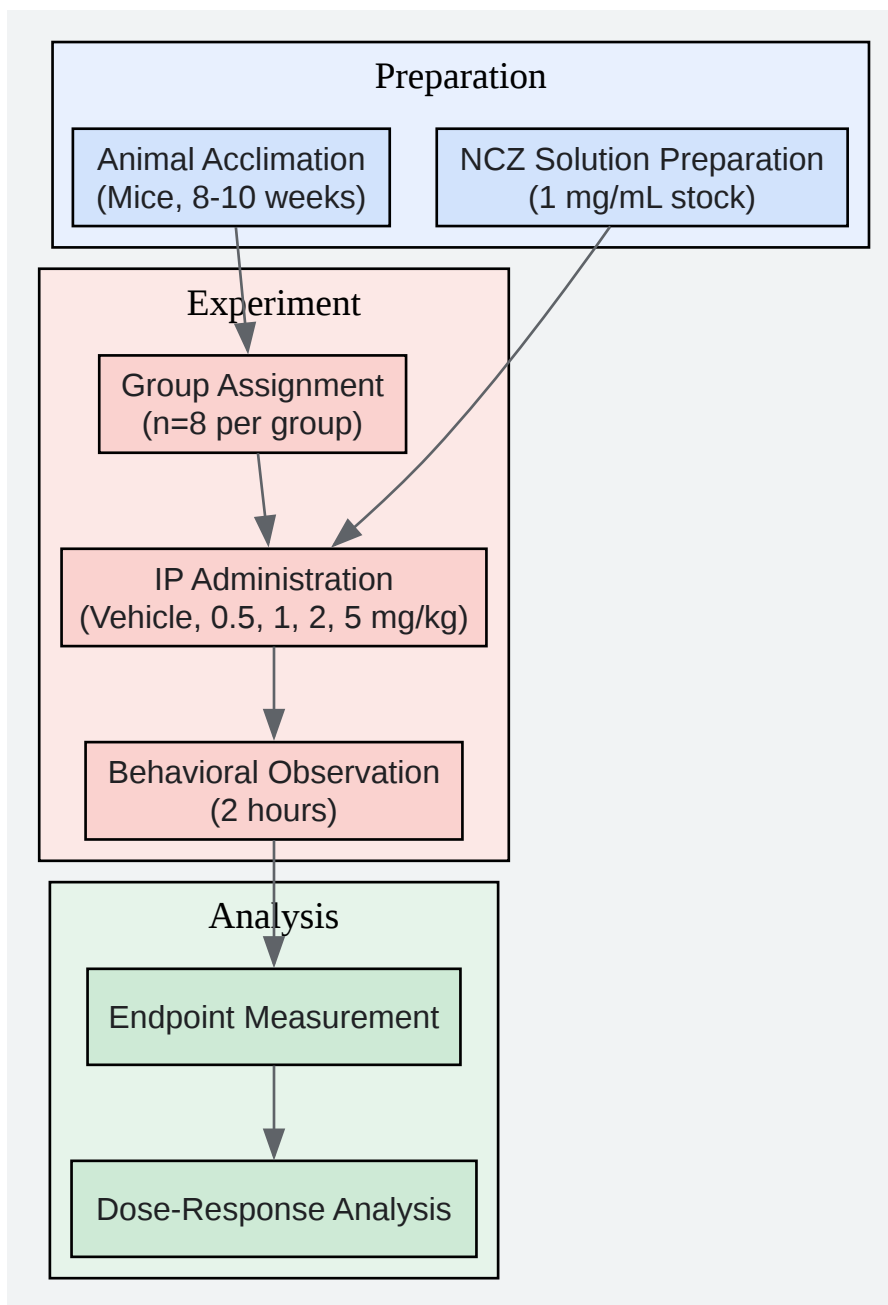 Preparation
Animal Acclimation
(Mice, 8-10 weeks)
NCZ Solution Preparation
(1 mg/mL stock)
Experiment
Group Assignment
(n=8 per group)
IP Administration
(Vehicle, 0.5, 1, 2, 5 mg/kg)
Behavioral Observation
(2 hours)
Analysis
Endpoint Measurement
Dose-Response Analysis